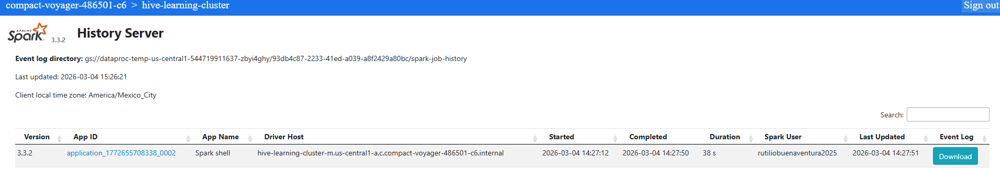 compact-voyager-486501-c6 > hive-learning-cluster Sign out
APACHE Spark 3.3.2 History Server
Event log directory: gs://dataproc-temp-us-central1-544719911637-zbyi4ghy/93db4c87-2233-41ed-a039-a8f2429a80bc/spark-job-history
Last updated: 2026-03-04 15:26:21
Client local time zone: America/Mexico_City
Search:
Version App ID App Name Driver Host Started Completed Duration Spark User Last Updated Event Log
3.3.2 application_1772655708338_0002 Spark shell hive-learning-cluster-m.us-central1-a.c.compact-voyager-486501-c6.internal 2026-03-04 14:27:12 2026-03-04 14:27:50 38 s rutiliobuenaventura2025 2026-03-04 14:27:51 Download